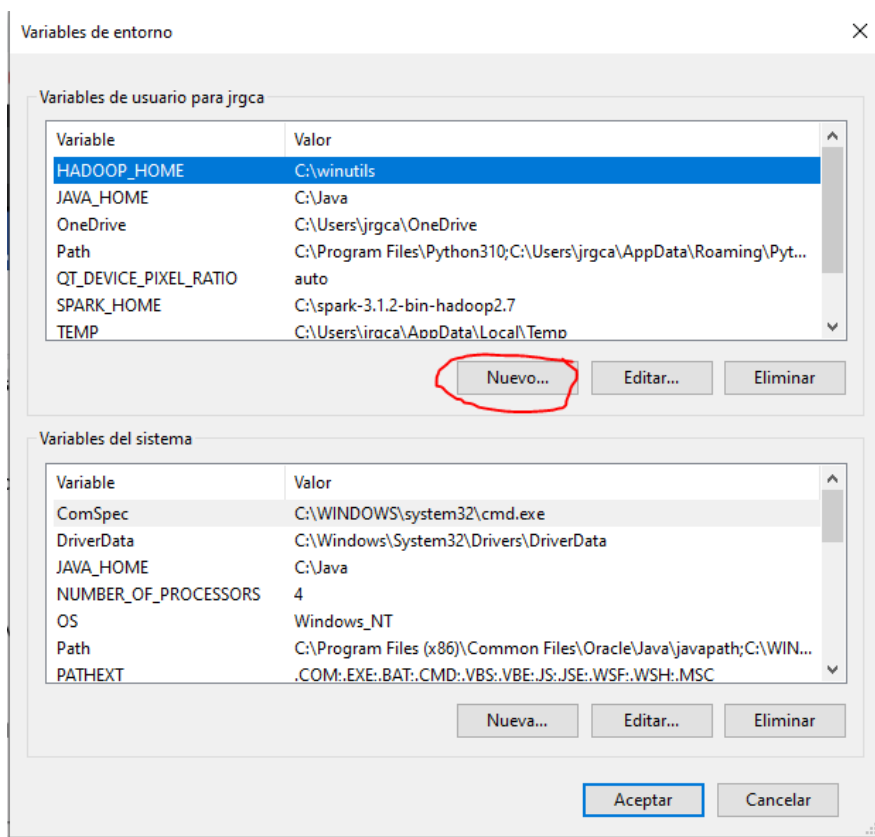 Variables de entorno
Variables de usuario para jrgca
Variable Valor
HADOOP_HOME C:\winutils
JAVA_HOME C:\Java
OneDrive C:\Users\jrgca\OneDrive
Path C:\Program Files\Python310;C:\Users\jrgca\AppData\Roaming\Pyt...
QT_DEVICE_PIXEL_RATIO auto
SPARK_HOME C:\spark-3.1.2-bin-hadoop2.7
TEMP C:\Users\jrgca\AppData\Local\Temp
Nuevo... Editar... Eliminar
Variables del sistema
Variable Valor
ComSpec C:\WINDOWS\system32\cmd.exe
DriverData C:\Windows\System32\Drivers\DriverData
JAVA_HOME C:\Java
NUMBER_OF_PROCESSORS 4
OS Windows_NT
Path C:\Program Files (x86)\Common Files\Oracle\Java\javapath;C:\WIN...
PATHEXT .COM;.EXE;.BAT;.CMD;.VBS;.VBE;.JS;.JSE;.WSF;.WSH;.MSC
Nueva... Editar... Eliminar
Aceptar Cancelar